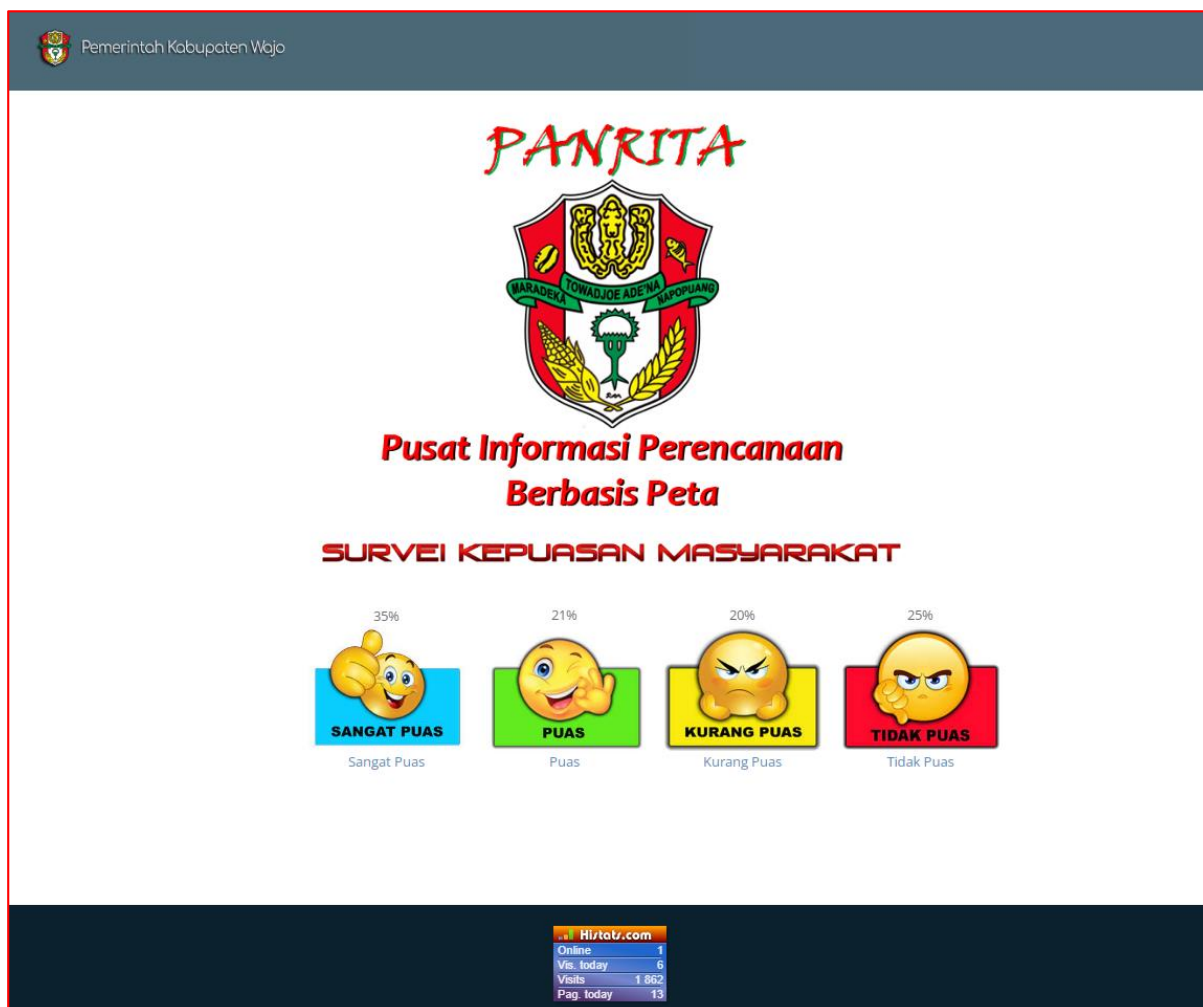 Pemerintah Kabupaten Wajo
PANRITA
MARADEKA TOWADJOE ADE'NA NAPOPUANG
Pusat Informasi Perencanaan
Berbasis Peta
SURVEI KEPUASAN MASYARAKAT
35% 21% 20% 25%
SANGAT PUAS PUAS KURANG PUAS TIDAK PUAS
Sangat Puas Puas Kurang Puas Tidak Puas
Histats.com
Online 1
Vis. today 6
Visits 1 862
Pag. today 13